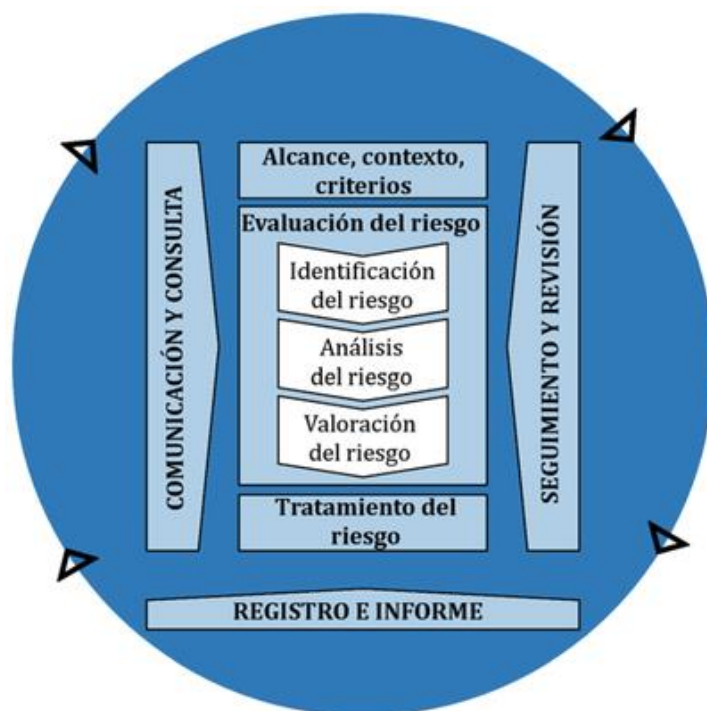 Alcance, contexto,
criterios
Evaluación del riesgo
Identificación
del riesgo
Análisis
del riesgo
Valoración
del riesgo
Tratamiento del
riesgo
COMUNICACIÓN Y CONSULTA
SEGUIMIENTO Y REVISIÓN
REGISTRO E INFORME